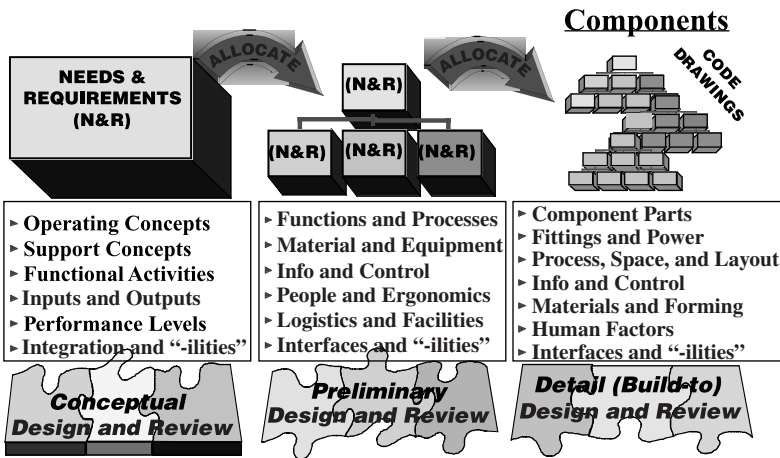 Components
ALLOCATE
ALLOCATE
CODE
DRAWINGS
NEEDS &
REQUIREMENTS
(N&R)
(N&R)
(N&R)
(N&R)
(N&R)
▸ Operating Concepts
▸ Support Concepts
▸ Functional Activities
▸ Inputs and Outputs
▸ Performance Levels
▸ Integration and “-ilities”
▸ Functions and Processes
▸ Material and Equipment
▸ Info and Control
▸ People and Ergonomics
▸ Logistics and Facilities
▸ Interfaces and “-ilities”
▸ Component Parts
▸ Fittings and Power
▸ Process, Space, and Layout
▸ Info and Control
▸ Materials and Forming
▸ Human Factors
▸ Interfaces and “-ilities”
Conceptual
Design and Review
Preliminary
Design and Review
Detail (Build-to)
Design and Review